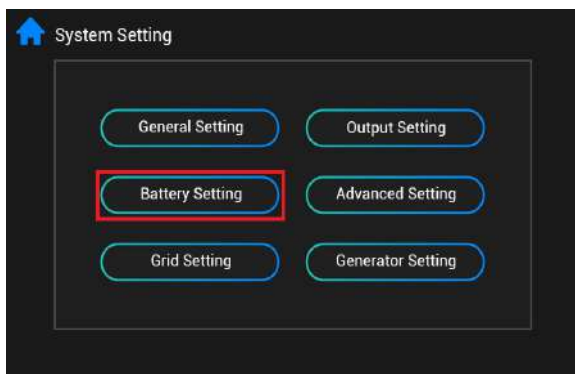 System Setting
General Setting
Output Setting
Battery Setting
Advanced Setting
Grid Setting
Generator Setting